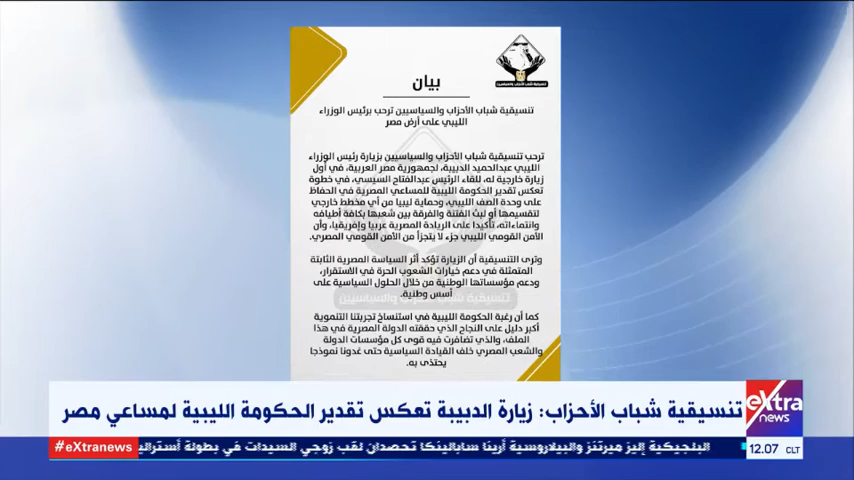 تنسيقية شباب الأحزاب والسياسيين
بيان
تنسيقية شباب الأحزاب والسياسيين ترحب برئيس الوزراء
الليبي على أرض مصر
ترحب تنسيقية شباب الأحزاب والسياسيين بزيارة رئيس الوزراء
الليبي عبدالحميد الدبيبة، لجمهورية مصر العربية، في أول
زيارة خارجية له، للقاء الرئيس عبدالفتاح السيسي، في خطوة
تعكس تقدير الحكومة الليبية للمساعي المصرية في الحفاظ
على وحدة الصف الليبي، وحماية ليبيا من أي مخطط خارجي
لتقسيمها أو لبث الفتنة والفرقة بين شعبها بكافة أطيافه
وانتماءاته، تأكيدا على الريادة المصرية عربيا وإفريقيا، وأن
الأمن القومي الليبي جزء لا يتجزأ من الأمن القومي المصري.
وترى التنسيقية أن الزيارة تؤكد أثر السياسة المصرية الثابتة
المتمثلة في دعم خيارات الشعوب الحرة في الاستقرار،
ودعم مؤسساتها الوطنية من خلال الحلول السياسية على
أسس وطنية.
كما أن رغبة الحكومة الليبية في استنساخ تجربتنا التنموية
أكبر دليل على النجاح الذي حققته الدولة المصرية في هذا
الملف، والذي تضافرت فيه قوى كل مؤسسات الدولة
والشعب المصري خلف القيادة السياسية حتى غدونا نموذجا
يحتذى به.
تنسيقية شباب الأحزاب: زيارة الدبيبة تعكس تقدير الحكومة الليبية لمساعي مصر
eXtra
news
#eXtranews
البلجيكية إليز ميرتنز والبيلاروسية أرينا سابالينكا تحصدان لقب زوجي السيدات في بطولة أستراليا
12.07 CLT